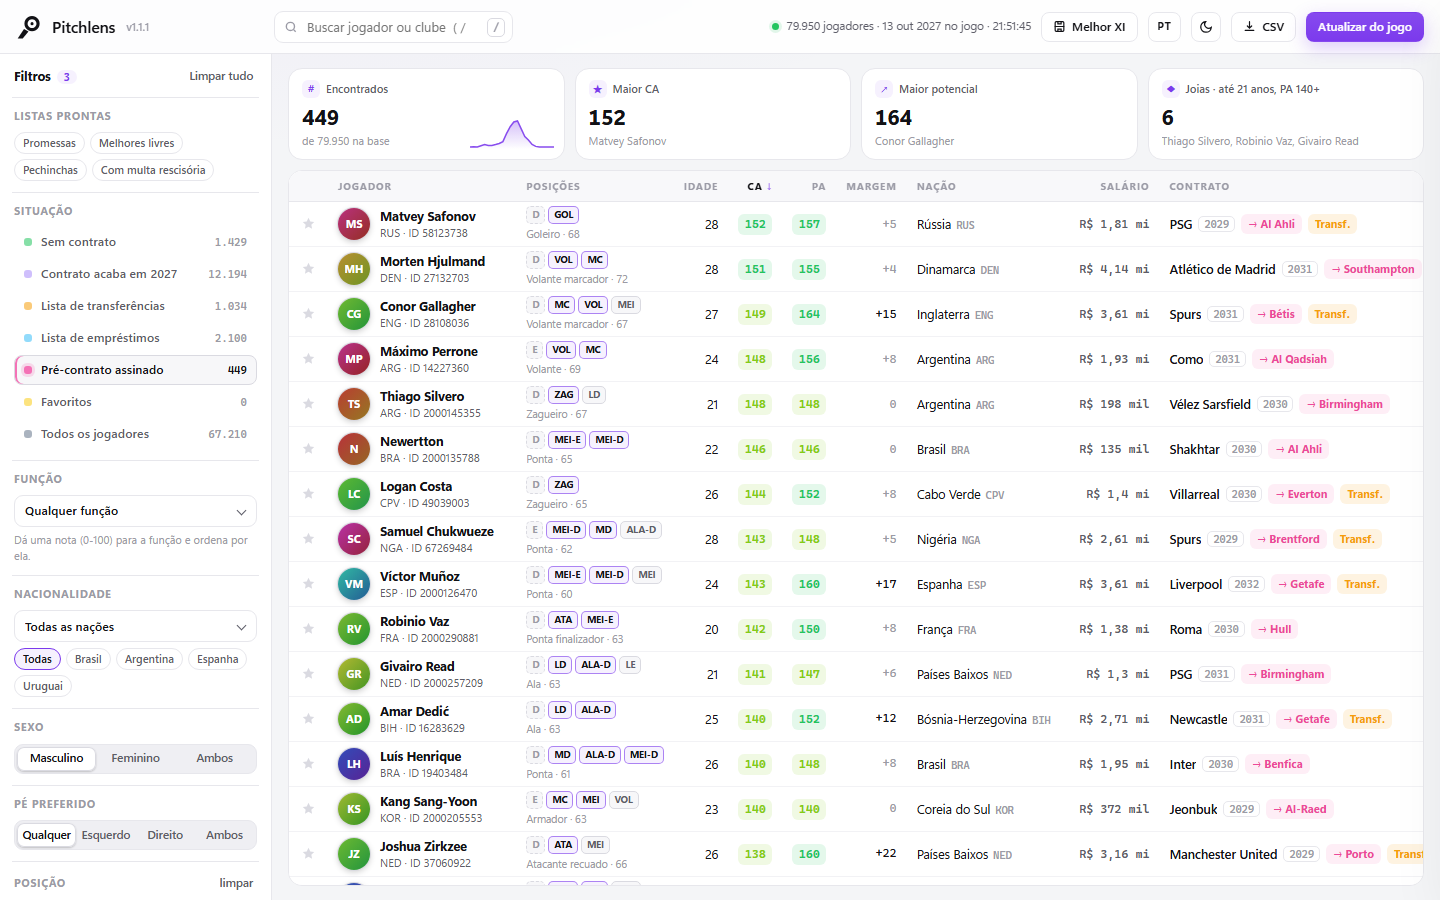 Pitchlens v1.1.1
Buscar jogador ou clube ( / /
79.950 jogadores · 13 out 2027 no jogo · 21:51:45
Melhor XI
PT
CSV
Atualizar do jogo
Filtros 3 Limpar tudo
LISTAS PRONTAS
Promessas Melhores livres
Pechinchas Com multa rescisória
SITUAÇÃO
Sem contrato 1.429
Contrato acaba em 2027 12.194
Lista de transferências 1.034
Lista de empréstimos 2.100
Pré-contrato assinado 449
Favoritos 0
Todos os jogadores 67.210
FUNÇÃO
Qualquer função
Dá uma nota (0-100) para a função e ordena por
ela.
NACIONALIDADE
Todas as nações
Todas Brasil Argentina Espanha
Uruguai
SEXO
Masculino Feminino Ambos
PÉ PREFERIDO
Qualquer Esquerdo Direito Ambos
POSIÇÃO limpar
# Encontrados
449
de 79.950 na base
Maior CA
152
Matvey Safonov
Maior potencial
164
Conor Gallagher
Joias · até 21 anos, PA 140+
6
Thiago Silvero, Robinio Vaz, Givairo Read
JOGADOR POSIÇÕES IDADE CA ↓ PA MARGEM NAÇÃO SALÁRIO CONTRATO
MS Matvey Safonov D GOL 28 152 157 +5 Rússia RUS R$ 1,81 mi PSG 2029 → Al Ahli Transf.
RUS · ID 58123738 Goleiro · 68
MH Morten Hjulmand D VOL MC 28 151 155 +4 Dinamarca DEN R$ 4,14 mi Atlético de Madrid 2031 → Southampton
DEN · ID 27132703 Volante marcador · 72
CG Conor Gallagher D MC VOL MEI 27 149 164 +15 Inglaterra ENG R$ 3,61 mi Spurs 2031 → Bétis Transf.
ENG · ID 28108036 Volante marcador · 67
MP Máximo Perrone E VOL MC 24 148 156 +8 Argentina ARG R$ 1,93 mi Como 2031 → Al Qadsiah
ARG · ID 14227360 Volante · 69
TS Thiago Silvero D ZAG LD 21 148 148 0 Argentina ARG R$ 198 mil Vélez Sarsfield 2030 → Birmingham
ARG · ID 2000145355 Zagueiro · 67
N Newertton D MEI-E MEI-D 22 146 146 0 Brasil BRA R$ 135 mil Shakhtar 2030 → Al Ahli
BRA · ID 2000135788 Ponta · 65
LC Logan Costa D ZAG 26 144 152 +8 Cabo Verde CPV R$ 1,4 mi Villarreal 2030 → Everton Transf.
CPV · ID 49039003 Zagueiro · 65
SC Samuel Chukwueze E MEI-D MD ALA-D 28 143 148 +5 Nigéria NGA R$ 2,61 mi Spurs 2029 → Brentford Transf.
NGA · ID 67269484 Ponta · 62
VM Víctor Muñoz D MEI-E MEI-D MEI 24 143 160 +17 Espanha ESP R$ 3,61 mi Liverpool 2032 → Getafe Transf.
ESP · ID 2000126470 Ponta · 60
RV Robinio Vaz D ATA MEI-E 20 142 150 +8 França FRA R$ 1,38 mi Roma 2030 → Hull
FRA · ID 2000290881 Ponta finalizador · 63
GR Givairo Read D LD ALA-D LE 21 141 147 +6 Países Baixos NED R$ 1,3 mi PSG 2031 → Birmingham
NED · ID 2000257209 Ala · 63
AD Amar Dedić D LD ALA-D 25 140 152 +12 Bósnia-Herzegovina BIH R$ 2,71 mi Newcastle 2031 → Getafe Transf.
BIH · ID 16283629 Ala · 63
LH Luís Henrique D MD ALA-D MEI-D 26 140 148 +8 Brasil BRA R$ 1,95 mi Inter 2030 → Benfica
BRA · ID 19403484 Ponta · 61
KS Kang Sang-Yoon E MC MEI VOL 23 140 140 0 Coreia do Sul KOR R$ 372 mil Jeonbuk 2029 → Al-Raed
KOR · ID 2000205553 Armador · 63
JZ Joshua Zirkzee D ATA MEI 26 138 160 +22 Países Baixos NED R$ 3,16 mi Manchester United 2029 → Porto Transf
NED · ID 37060922 Atacante recuado · 66